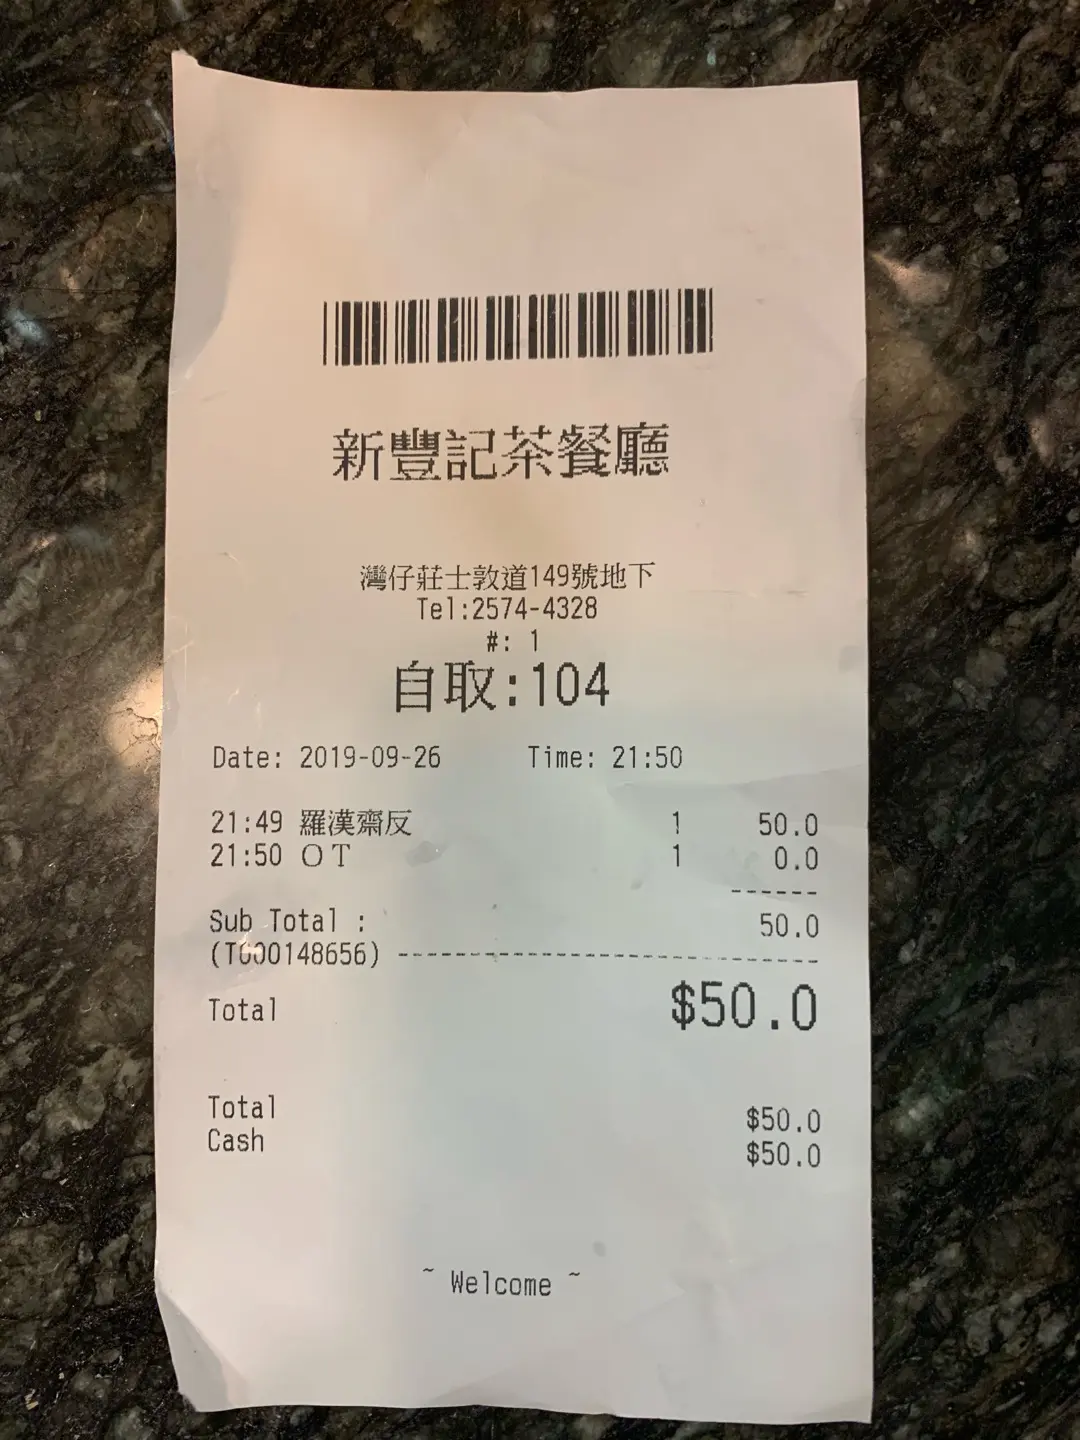 新豐記茶餐廳
灣仔莊士敦道149號地下
Tel:2574-4328
#: 1
自取:104
Date: 2019-09-26 Time: 21:50
21:49 羅漢齋反 1 50.0
21:50 OT 1 0.0
------
Sub Total : 50.0
(T000148656) -----------------------------
Total $50.0
Total $50.0
Cash $50.0
~ Welcome ~